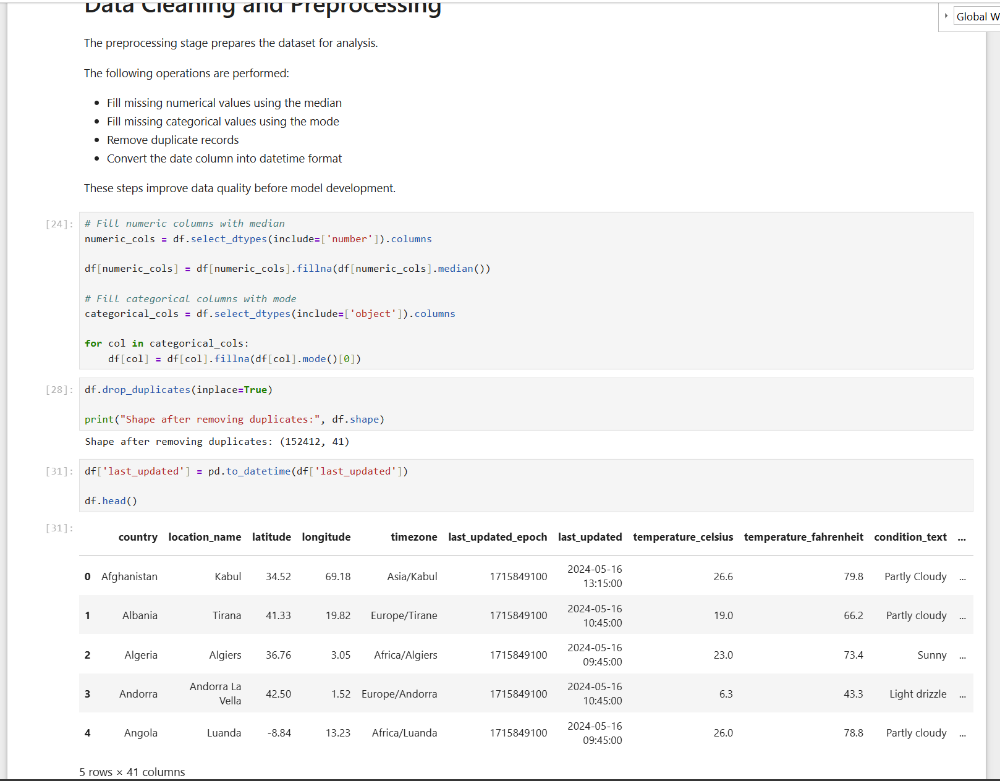 Data Cleaning and Preprocessing
Global W
The preprocessing stage prepares the dataset for analysis.
The following operations are performed:
• Fill missing numerical values using the median
• Fill missing categorical values using the mode
• Remove duplicate records
• Convert the date column into datetime format
These steps improve data quality before model development.
[24]: # Fill numeric columns with median
numeric_cols = df.select_dtypes(include=['number']).columns
df[numeric_cols] = df[numeric_cols].fillna(df[numeric_cols].median())
# Fill categorical columns with mode
categorical_cols = df.select_dtypes(include=['object']).columns
for col in categorical_cols:
    df[col] = df[col].fillna(df[col].mode()[0])
[28]: df.drop_duplicates(inplace=True)
print("Shape after removing duplicates:", df.shape)
Shape after removing duplicates: (152412, 41)
[31]: df['last_updated'] = pd.to_datetime(df['last_updated'])
df.head()
[31]:
country location_name latitude longitude timezone last_updated_epoch last_updated temperature_celsius temperature_fahrenheit condition_text ...
0 Afghanistan Kabul 34.52 69.18 Asia/Kabul 1715849100 2024-05-16 13:15:00 26.6 79.8 Partly Cloudy ...
1 Albania Tirana 41.33 19.82 Europe/Tirane 1715849100 2024-05-16 10:45:00 19.0 66.2 Partly cloudy ...
2 Algeria Algiers 36.76 3.05 Africa/Algiers 1715849100 2024-05-16 09:45:00 23.0 73.4 Sunny ...
3 Andorra Andorra La Vella 42.50 1.52 Europe/Andorra 1715849100 2024-05-16 10:45:00 6.3 43.3 Light drizzle ...
4 Angola Luanda -8.84 13.23 Africa/Luanda 1715849100 2024-05-16 09:45:00 26.0 78.8 Partly cloudy ...
5 rows × 41 columns